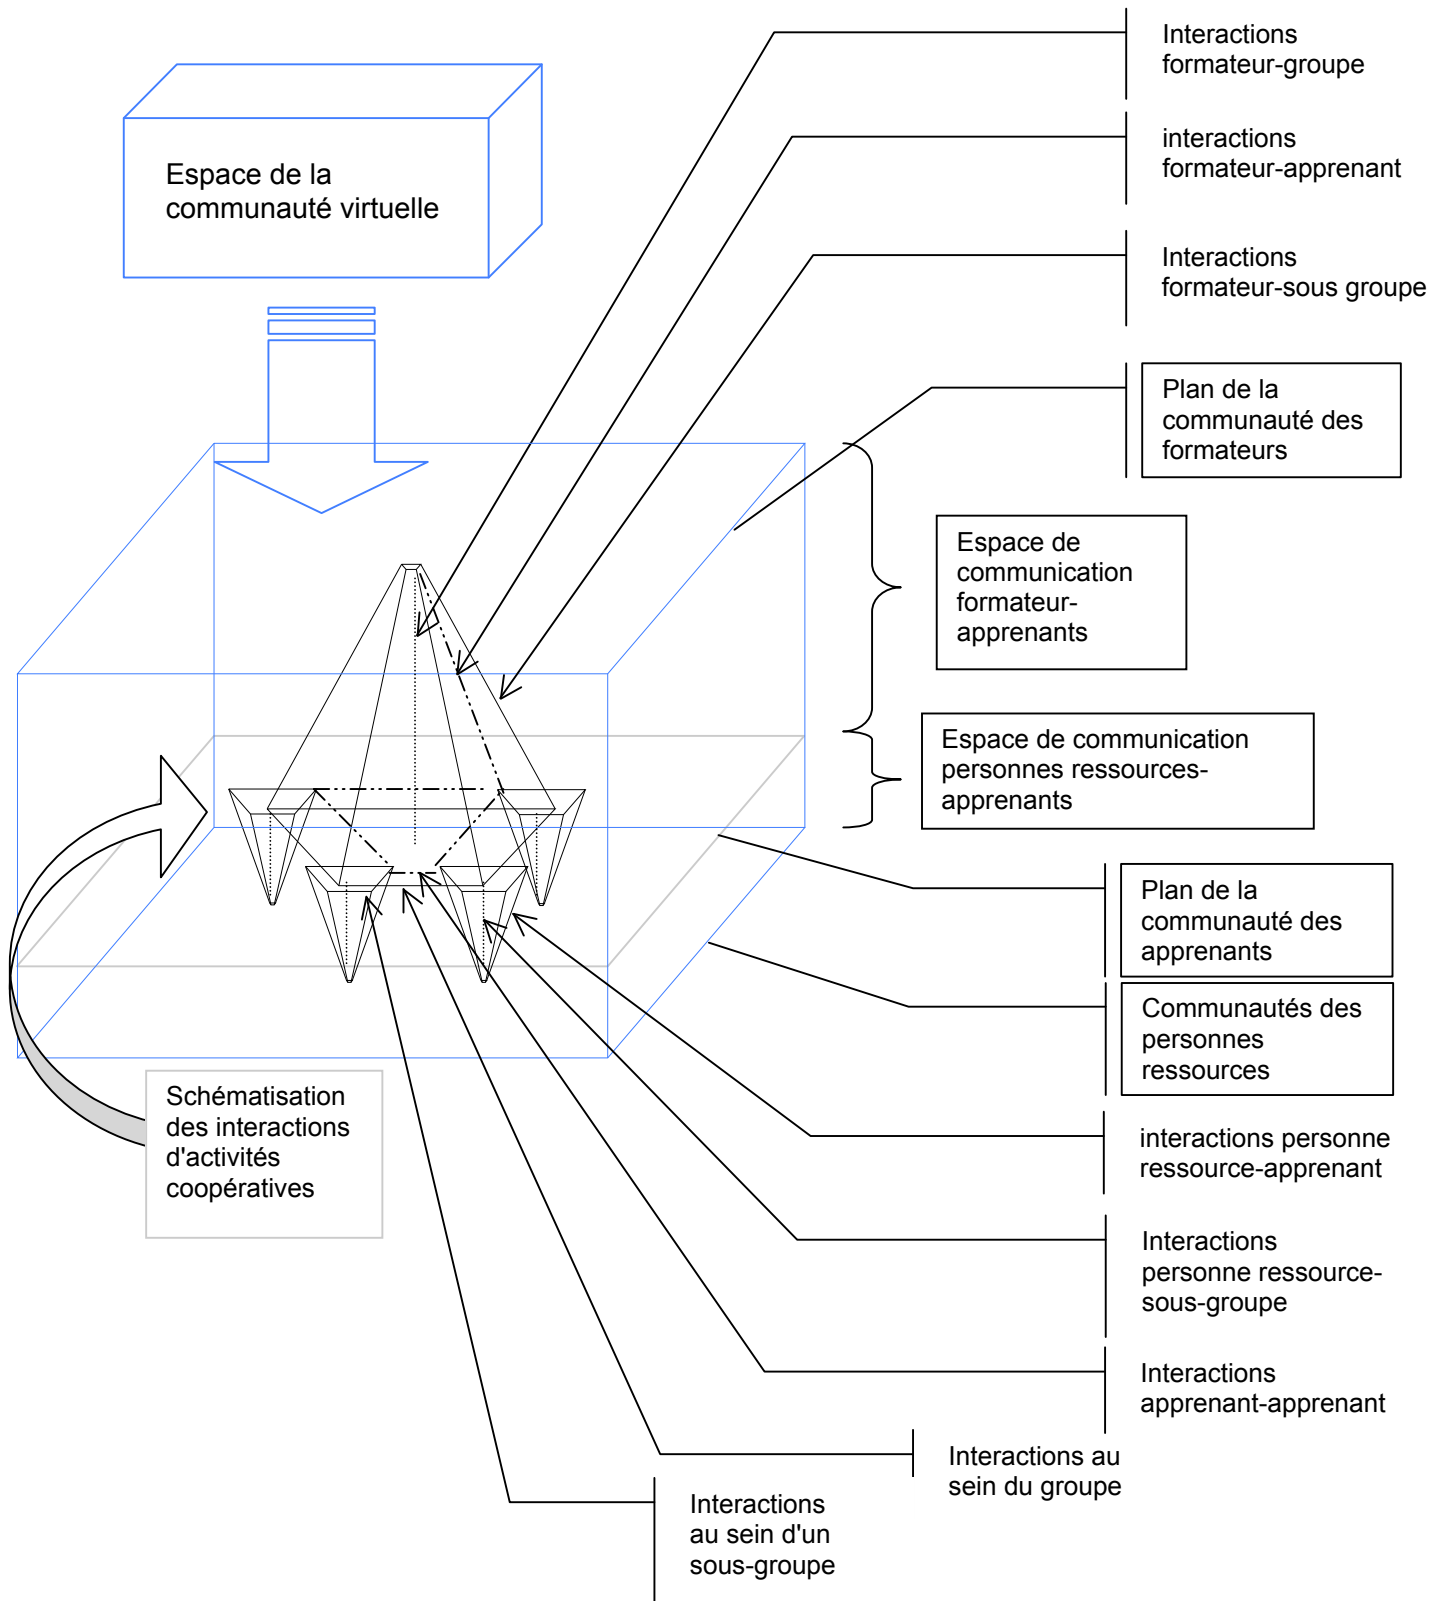 Interactions
formateur-groupe
Espace de la
communauté virtuelle
interactions
formateur-apprenant
Interactions
formateur-sous groupe
Plan de la
communauté des
formateurs
Espace de
communication
formateur-
apprenants
Espace de communication
personnes ressources-
apprenants
Plan de la
communauté des
apprenants
Communautés des
personnes
ressources
Schématisation
des interactions
d'activités
coopératives
interactions personne
ressource-apprenant
Interactions
personne ressource-
sous-groupe
Interactions
apprenant-apprenant
Interactions au
sein du groupe
Interactions
au sein d'un
sous-groupe